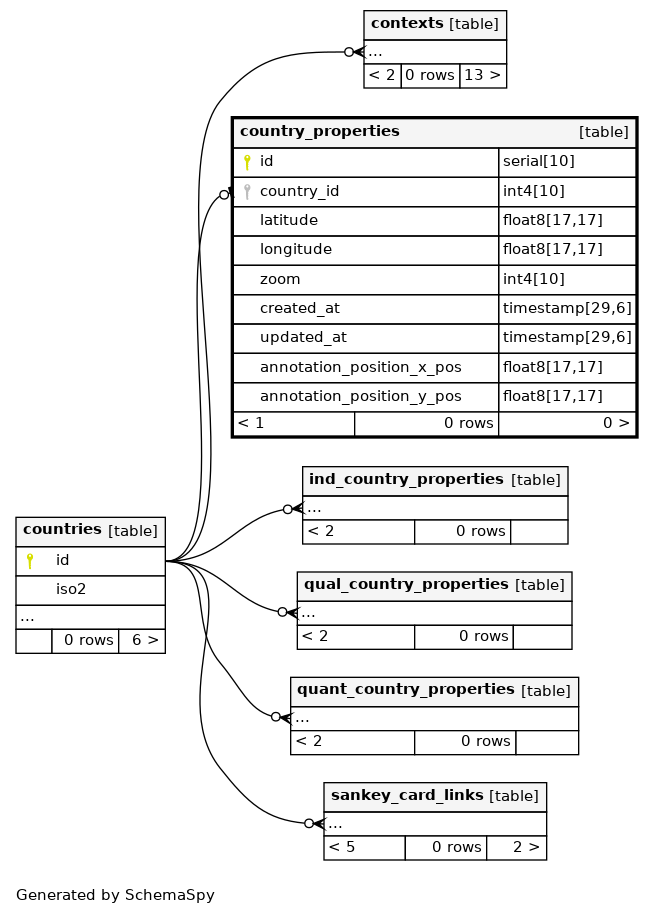 contexts [table]
...
< 2 0 rows 13 >
country_properties [table]
id serial[10]
country_id int4[10]
latitude float8[17,17]
longitude float8[17,17]
zoom int4[10]
created_at timestamp[29,6]
updated_at timestamp[29,6]
annotation_position_x_pos float8[17,17]
annotation_position_y_pos float8[17,17]
< 1 0 rows 0 >
ind_country_properties [table]
...
< 2 0 rows
countries [table]
id
iso2
...
0 rows 6 >
qual_country_properties [table]
...
< 2 0 rows
quant_country_properties [table]
...
< 2 0 rows
sankey_card_links [table]
...
< 5 0 rows 2 >
Generated by SchemaSpy